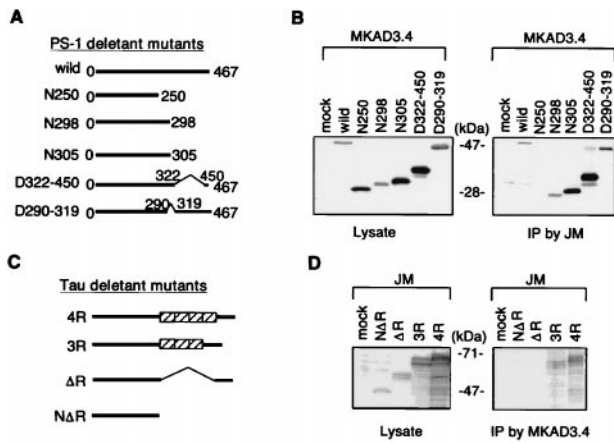 A
PS-1 deletant mutants
wild 0 467
N250 0 250
N298 0 298
N305 0 305
D322-450 0 322 450 467
D290-319 0 290 319 467
B
MKAD3.4 MKAD3.4
mock wild N250 N298 N305 D322-450 D290-319 (kDa) mock wild N250 N298 N305 D322-450 D290-319
-47-
-28-
Lysate IP by JM
C
Tau deletant mutants
4R
3R
ΔR
NΔR
D
JM JM
mock NΔR ΔR 3R 4R (kDa) mock NΔR ΔR 3R 4R
-71-
-47-
Lysate IP by MKAD3.4